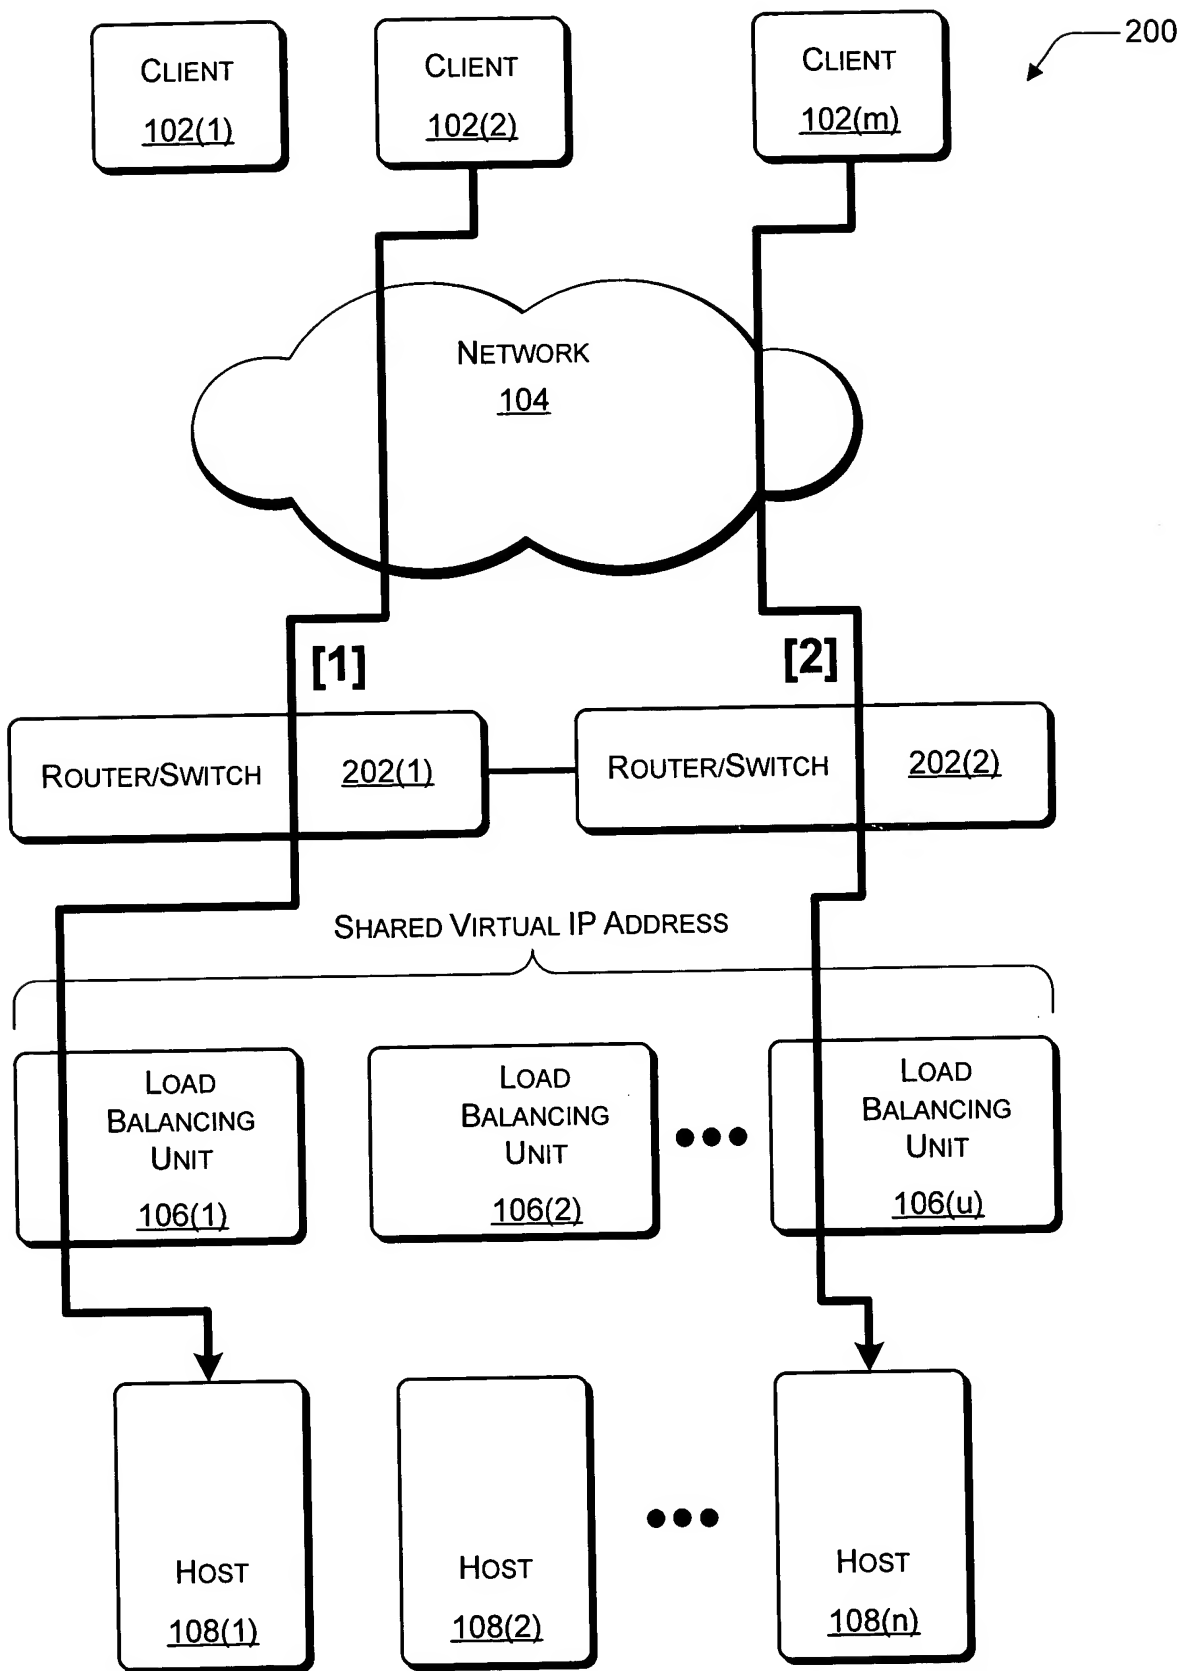 200
CLIENT
102(1)
CLIENT
102(2)
CLIENT
102(m)
NETWORK
104
[1]
[2]
ROUTER/SWITCH
202(1)
ROUTER/SWITCH
202(2)
SHARED VIRTUAL IP ADDRESS
LOAD
BALANCING
UNIT
106(1)
LOAD
BALANCING
UNIT
106(2)
LOAD
BALANCING
UNIT
106(u)
HOST
108(1)
HOST
108(2)
HOST
108(n)